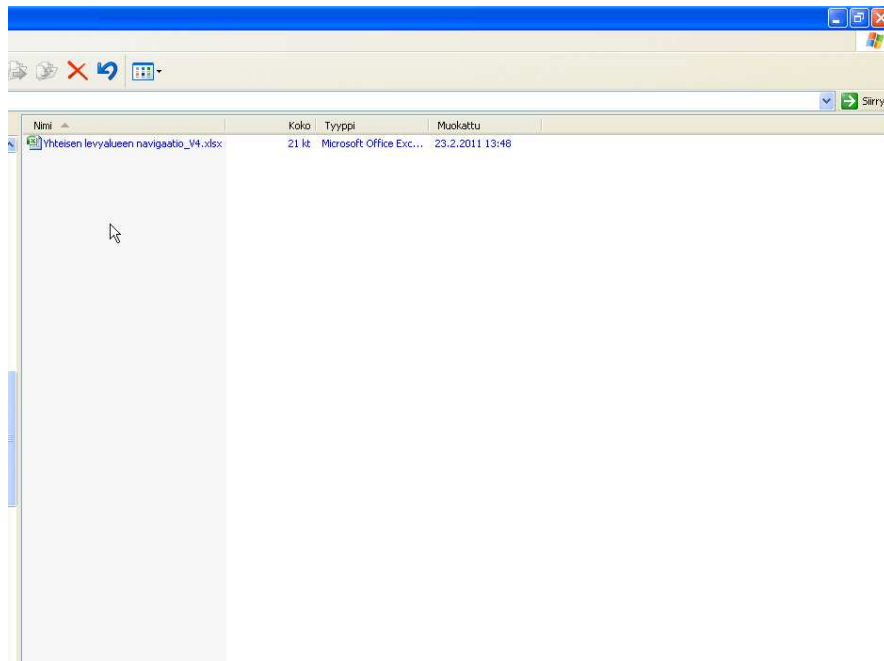 Siirry
Nimi Koko Tyyppi Muokattu
Yhteisen levyalueen navigaatio_V4.xlsx 21 kt Microsoft Office Exc... 23.2.2011 13:48